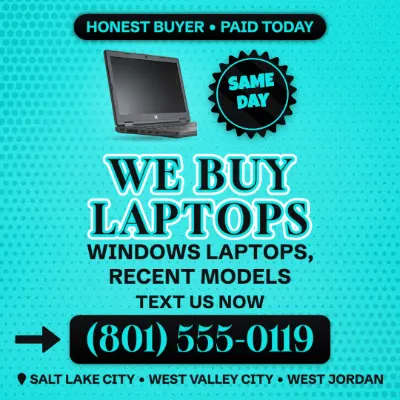 HONEST BUYER • PAID TODAY
SAME
DAY
WE BUY
LAPTOPS
WINDOWS LAPTOPS,
RECENT MODELS
TEXT US NOW
(801) 555-0119
SALT LAKE CITY • WEST VALLEY CITY • WEST JORDAN